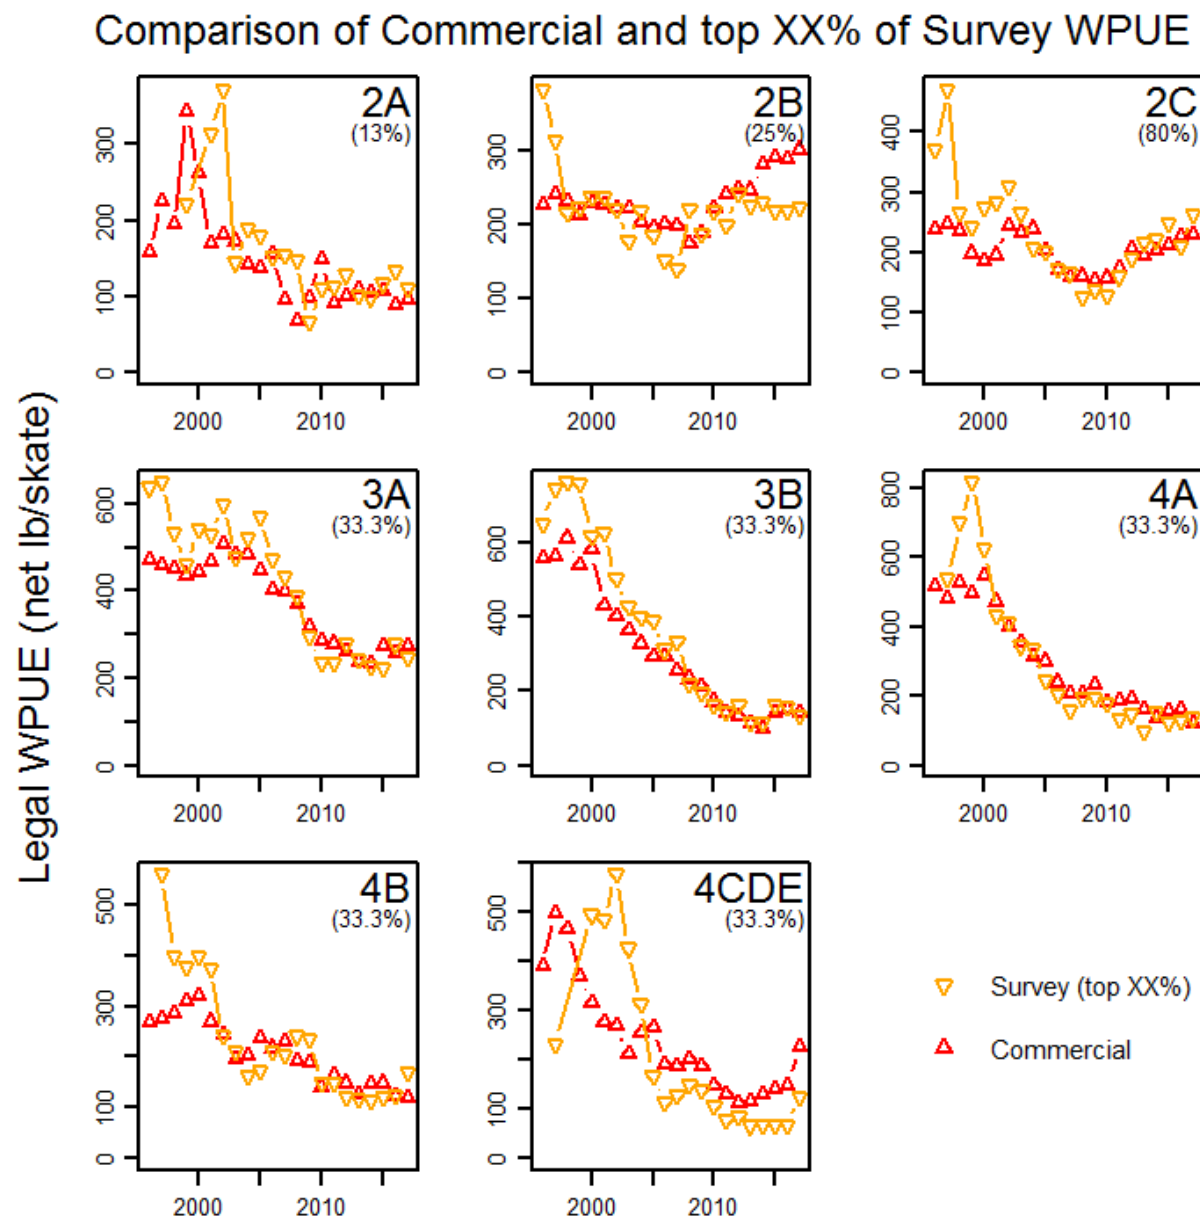 Comparison of Commercial and top XX% of Survey WPUE
Legal WPUE (net lb/skate)
2A
(13%)
0 100 200 300
2000 2010
2B
(25%)
0 100 200 300
2000 2010
2C
(80%)
0 100 200 300 400
2000 2010
3A
(33.3%)
0 200 400 600
2000 2010
3B
(33.3%)
0 200 400 600
2000 2010
4A
(33.3%)
0 200 400 600 800
2000 2010
4B
(33.3%)
0 100 300 500
2000 2010
4CDE
(33.3%)
0 100 300 500
2000 2010
Survey (top XX%)
Commercial